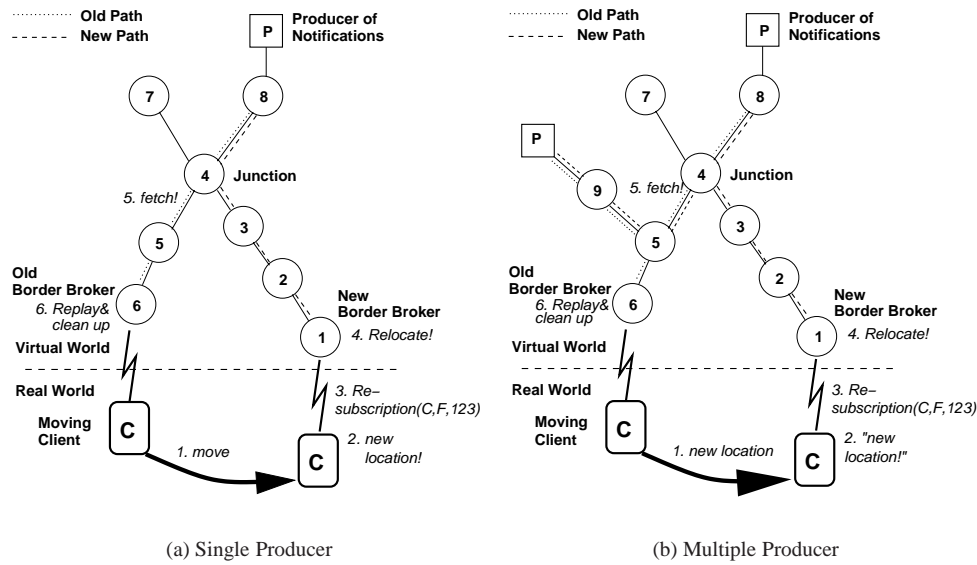 Old Path
New Path
P
Producer of
Notifications
7
8
4
Junction
5. fetch!
3
5
2
Old
Border Broker
6
6. Replay&
clean up
New
Border Broker
1
4. Relocate!
Virtual World
Real World
3. Re-
subscription(C,F,123)
Moving
Client
C
C
2. new
location!
1. move
(a) Single Producer
Old Path
New Path
P
Producer of
Notifications
7
8
P
4
Junction
9
5. fetch!
3
5
2
Old
Border Broker
6
6. Replay&
clean up
New
Border Broker
1
4. Relocate!
Virtual World
Real World
3. Re-
subscription(C,F,123)
Moving
Client
C
C
2. "new
location!"
1. new location
(b) Multiple Producer